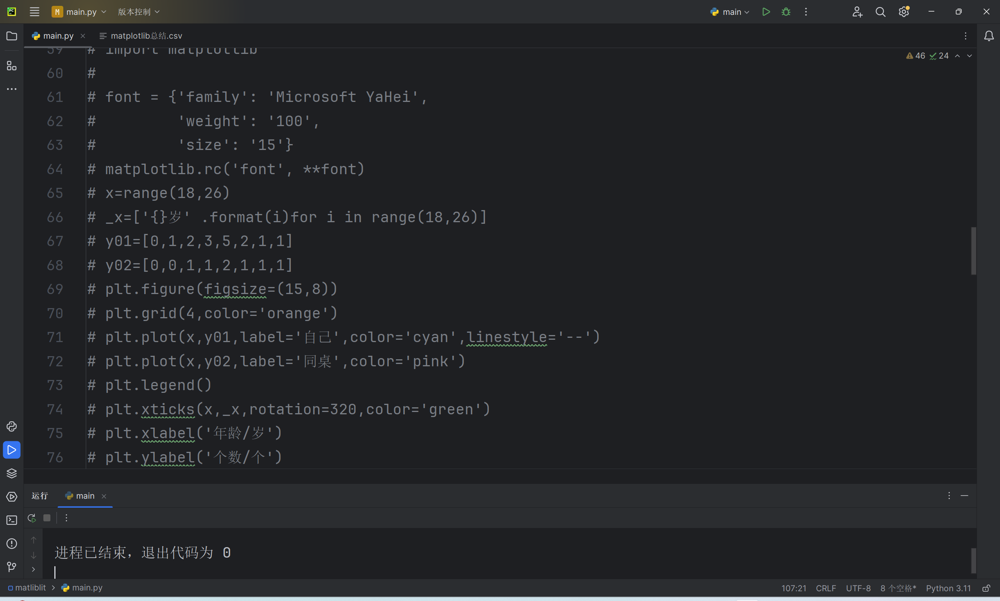 PC
M main.py 版本控制 main
main.py matplotlib总结.csv
59 # import matplotlib
46 24
60 #
61 # font = {'family': 'Microsoft YaHei',
62 #         'weight': '100',
63 #         'size': '15'}
64 # matplotlib.rc('font', **font)
65 # x=range(18,26)
66 # _x=['{}岁' .format(i)for i in range(18,26)]
67 # y01=[0,1,2,3,5,2,1,1]
68 # y02=[0,0,1,1,2,1,1,1]
69 # plt.figure(figsize=(15,8))
70 # plt.grid(4,color='orange')
71 # plt.plot(x,y01,label='自己',color='cyan',linestyle='--')
72 # plt.plot(x,y02,label='同桌',color='pink')
73 # plt.legend()
74 # plt.xticks(x,_x,rotation=320,color='green')
75 # plt.xlabel('年龄/岁')
76 # plt.ylabel('个数/个')
运行 main
进程已结束，退出代码为 0
matliblit > main.py 107:21 CRLF UTF-8 8 个空格* Python 3.11